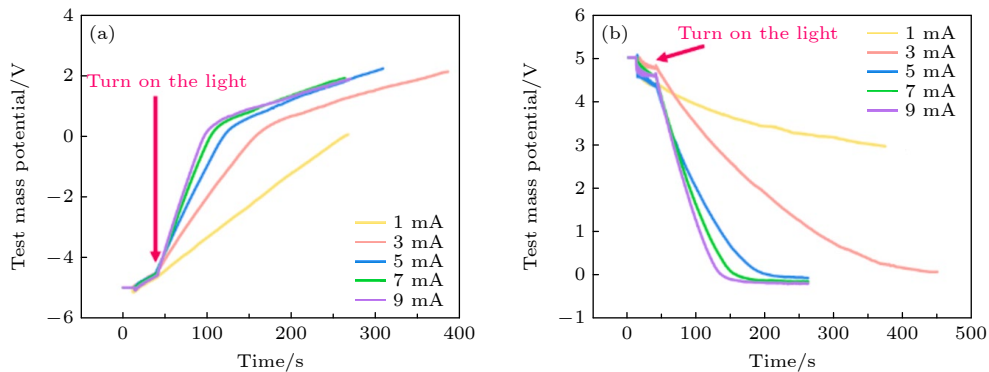 (a)
Turn on the light
Test mass potential/V
4
2
0
−2
−4
−6
0
100
200
300
400
Time/s
1 mA
3 mA
5 mA
7 mA
9 mA
(b)
Turn on the light
Test mass potential/V
6
5
4
3
2
1
0
−1
0
100
200
300
400
500
Time/s
1 mA
3 mA
5 mA
7 mA
9 mA